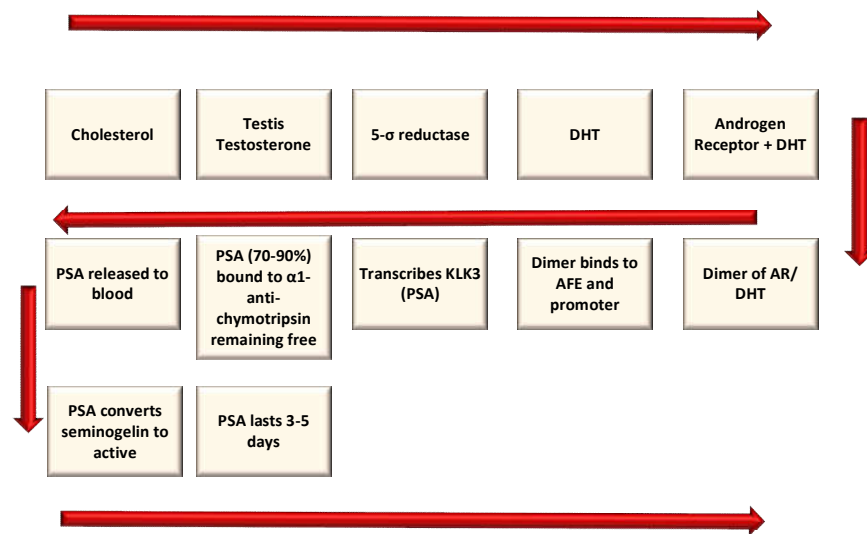 Cholesterol
Testis
Testosterone
5-σ reductase
DHT
Androgen
Receptor + DHT
PSA released to
blood
PSA (70-90%)
bound to α1-
anti-
chymotripsin
remaining free
Transcribes KLK3
(PSA)
Dimer binds to
AFE and
promoter
Dimer of AR/
DHT
PSA converts
seminogelin to
active
PSA lasts 3-5
days